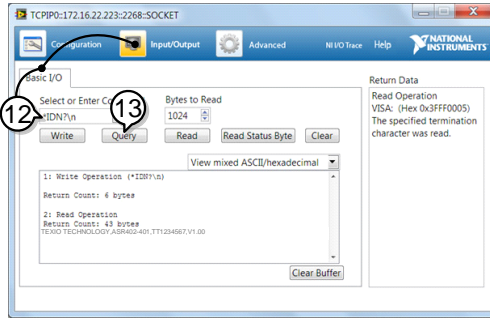 TCPIP0::172.16.22.223::2268::SOCKET
Configuration Input/Output Advanced NI I/O Trace Help NATIONAL INSTRUMENTS
Basic I/O
Return Data
Select or Enter
Bytes to Read
12
*IDN?\n
13
1024
Write Query Read Read Status Byte Clear
View mixed ASCII/hexadecimal
1: Write Operation (*IDN?\n)
Return Count: 6 bytes
2: Read Operation
Return Count: 43 bytes
TEXIO TECHNOLOGY,ASR402-401,TT1234567,V1.00
Clear Buffer
Read Operation
VISA: (Hex 0x3FFF0005)
The specified termination
character was read.